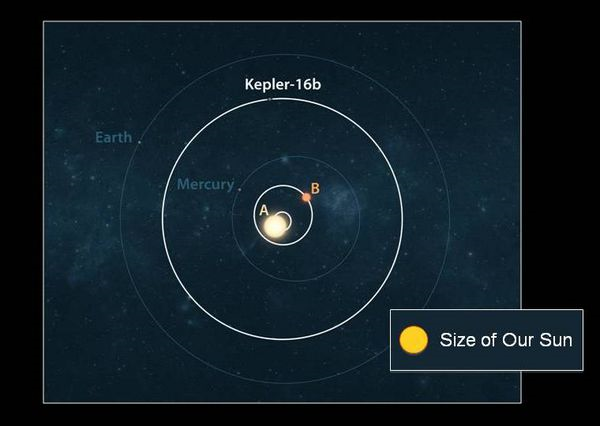 Kepler-16b
Earth
Mercury
B
A
Size of Our Sun